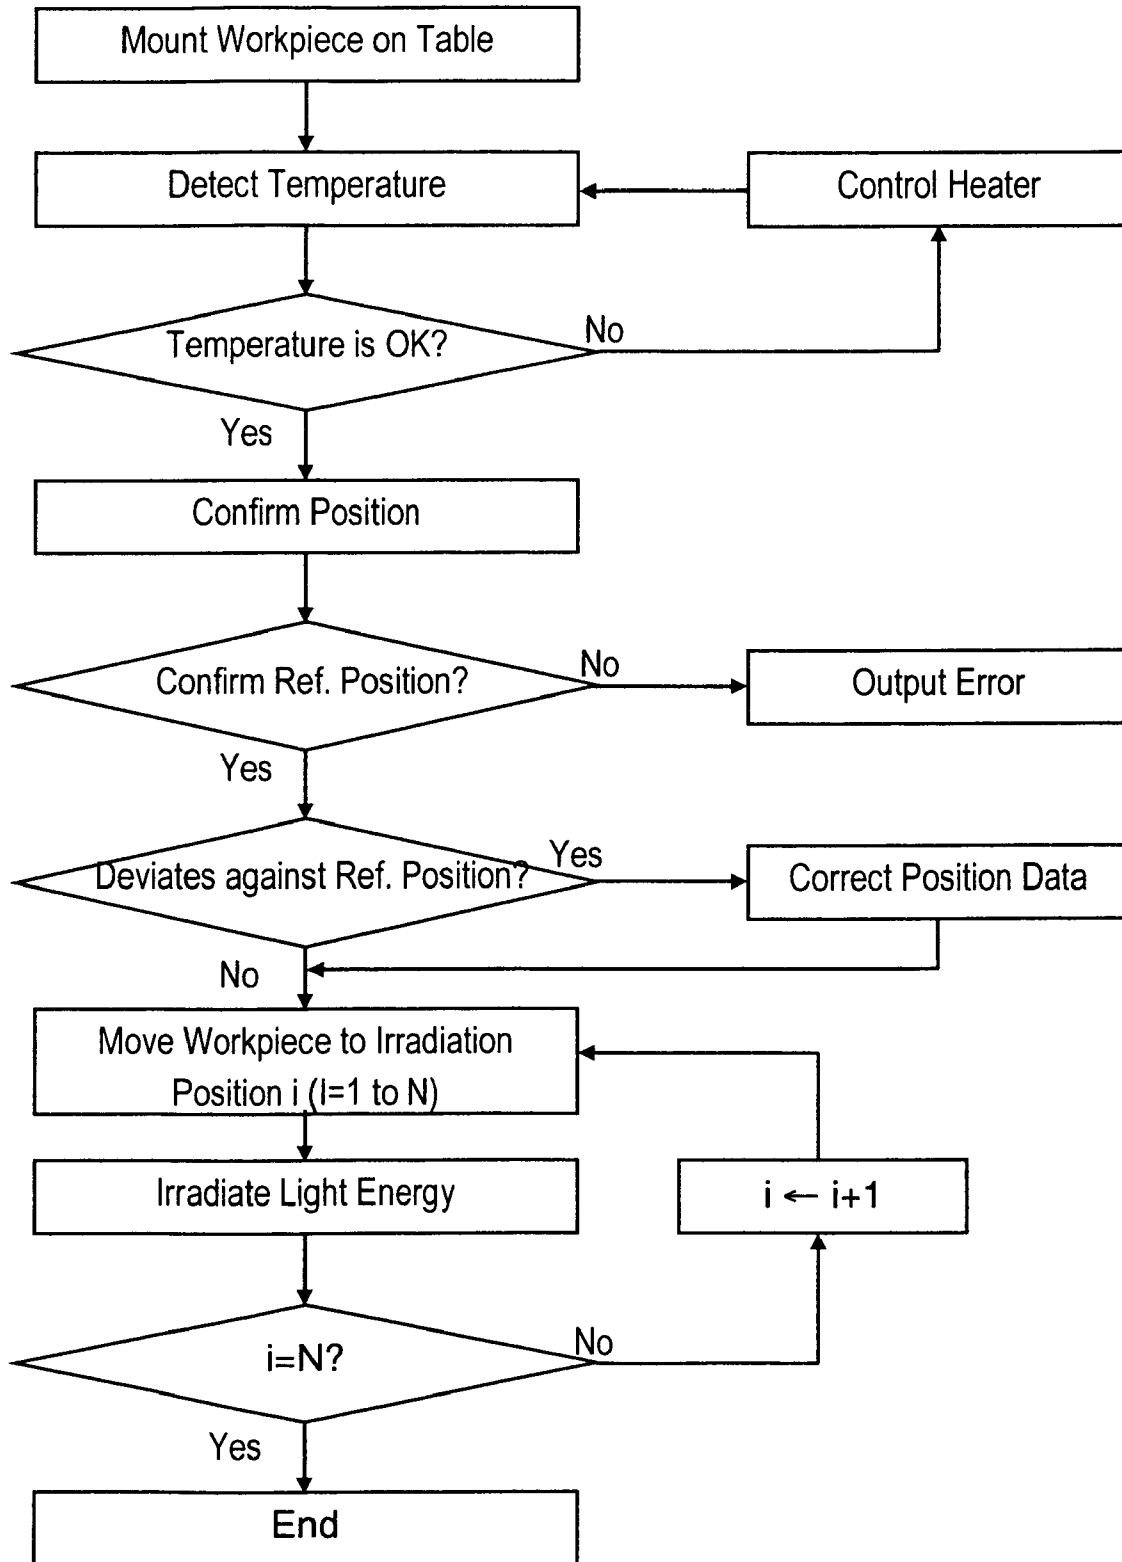 Mount Workpiece on Table
Detect Temperature
Control Heater
Temperature is OK?
No
Yes
Confirm Position
Confirm Ref. Position?
No
Output Error
Yes
Deviates against Ref. Position?
Yes
Correct Position Data
No
Move Workpiece to Irradiation
Position i (I=1 to N)
Irradiate Light Energy
i ← i+1
i=N?
No
Yes
End